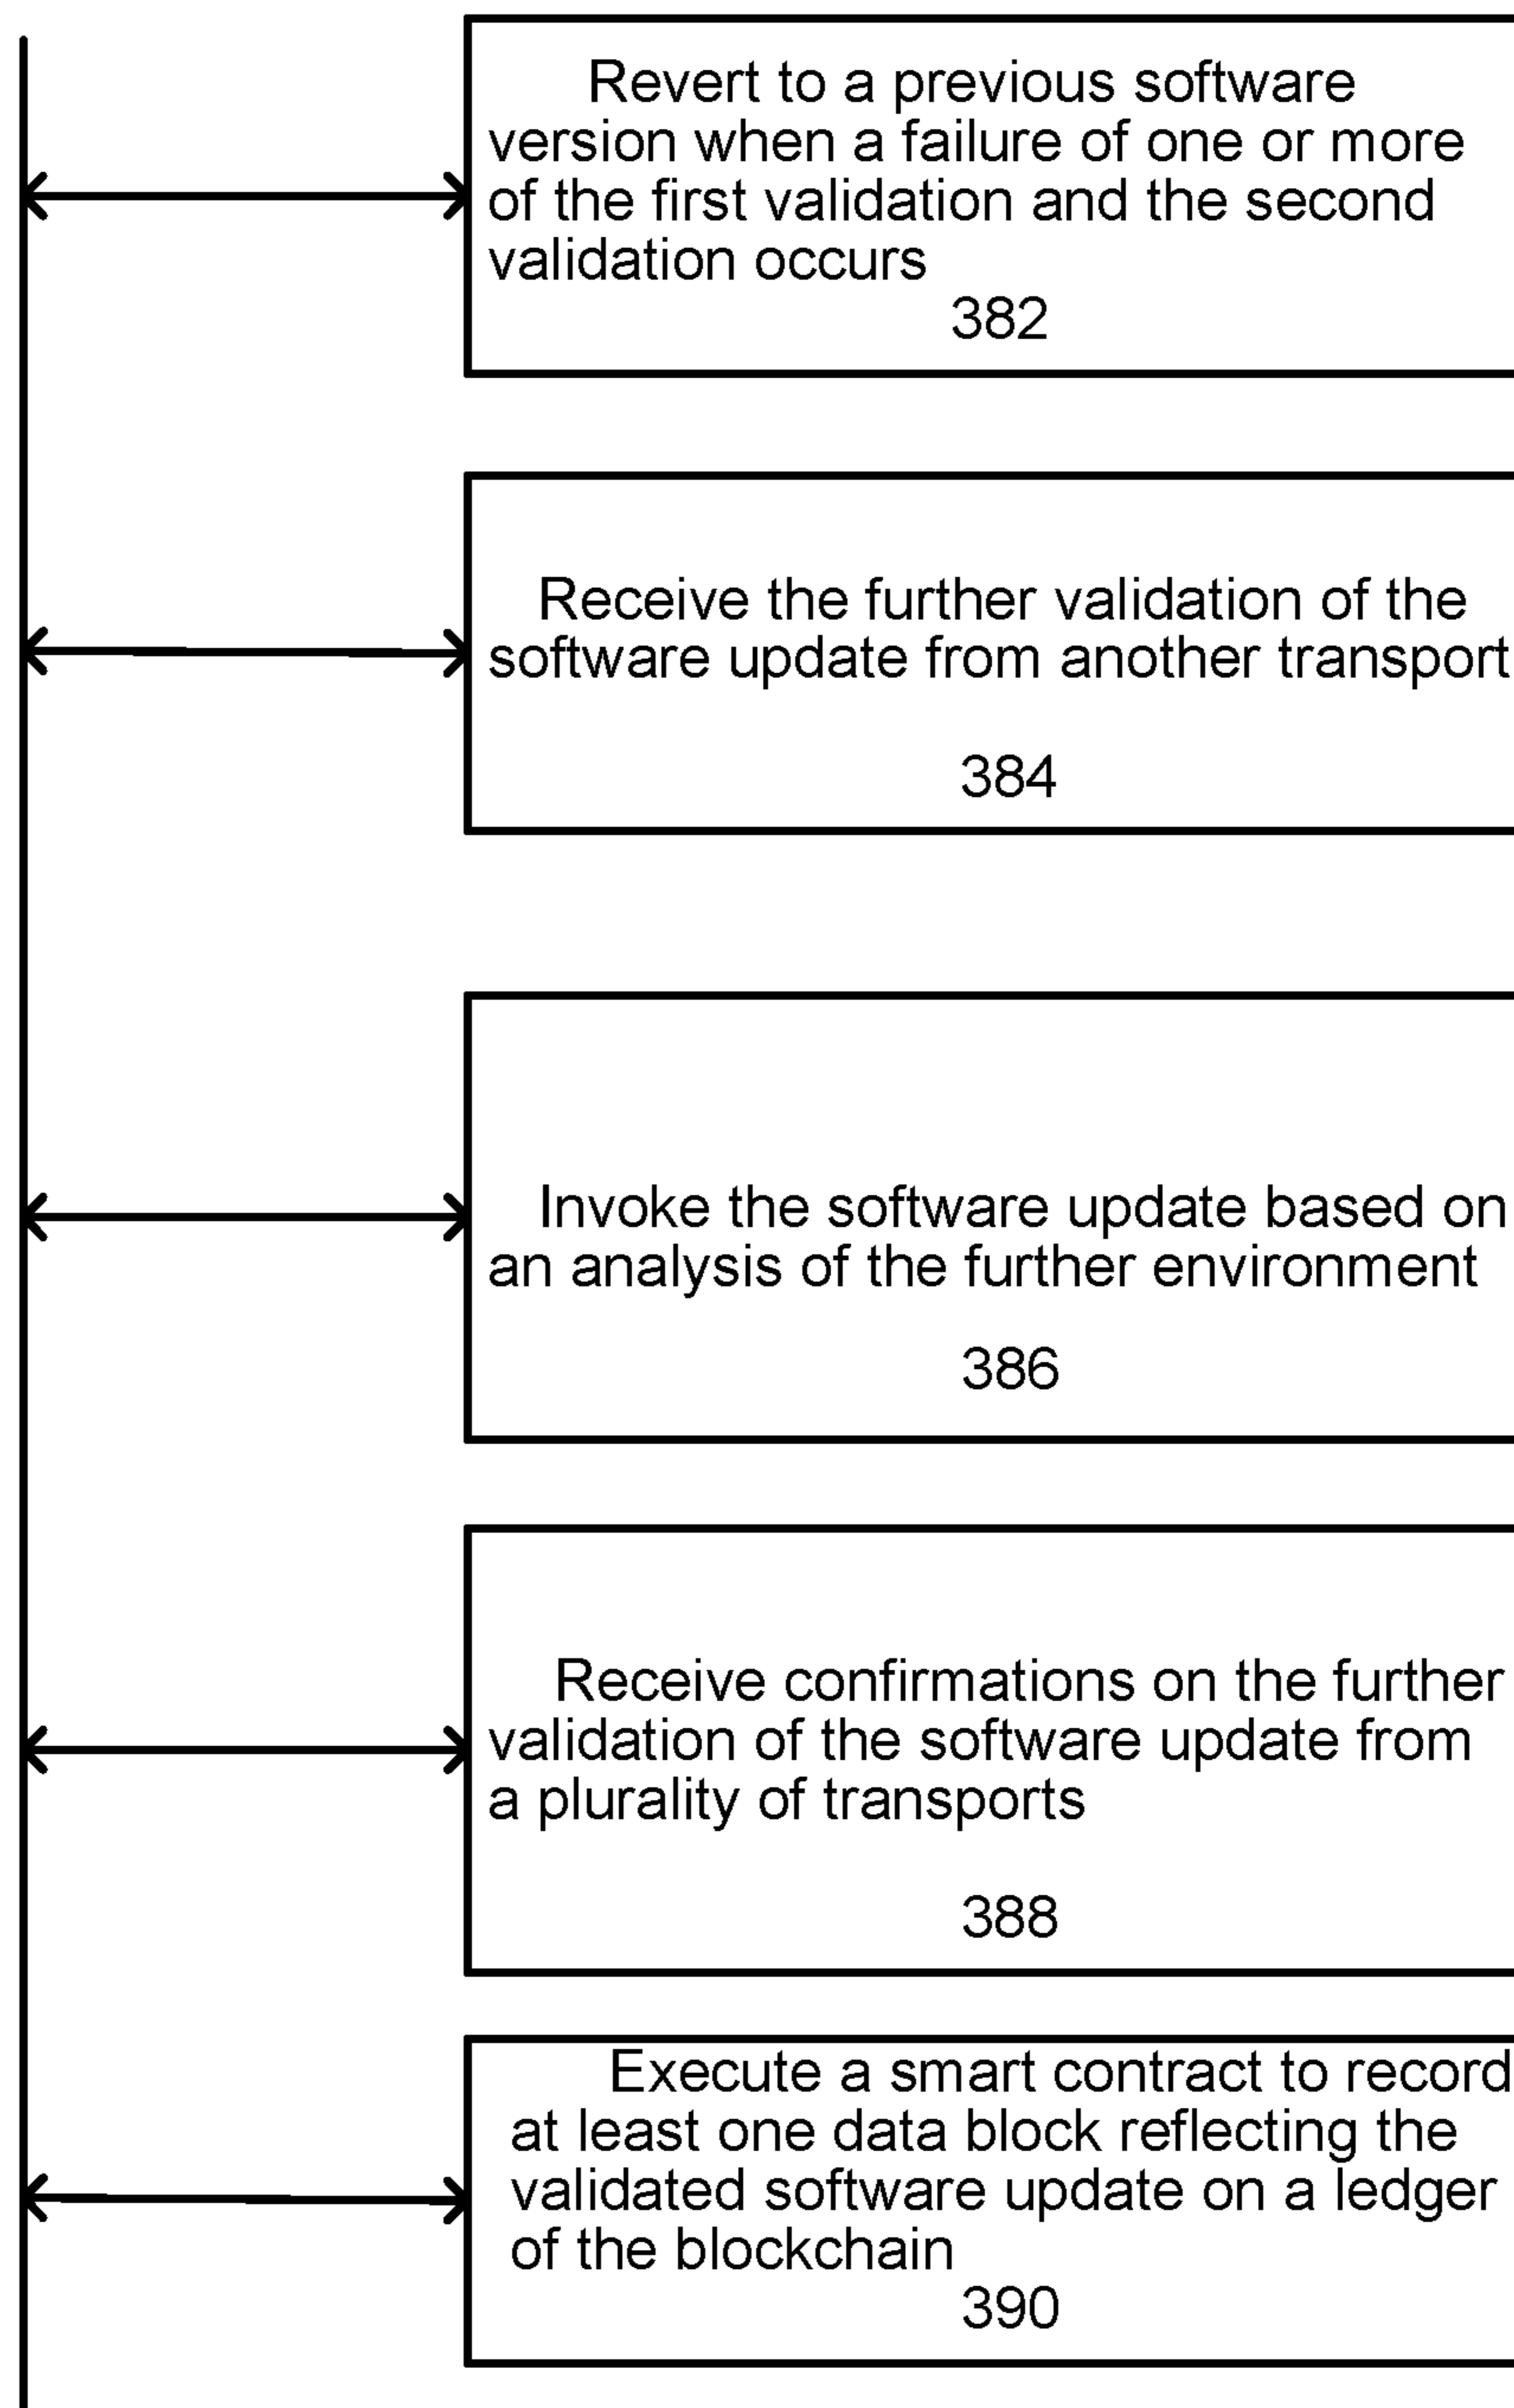 Revert to a previous software
version when a failure of one or more
of the first validation and the second
validation occurs
382
Receive the further validation of the
software update from another transport
384
Invoke the software update based on
an analysis of the further environment
386
Receive confirmations on the further
validation of the software update from
a plurality of transports
388
Execute a smart contract to record
at least one data block reflecting the
validated software update on a ledger
of the blockchain
390